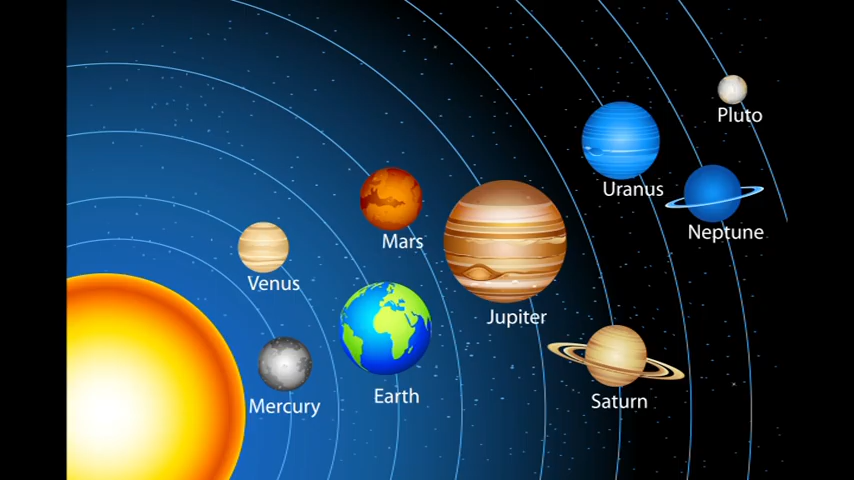 Pluto
Uranus
Neptune
Mars
Venus
Jupiter
Earth
Saturn
Mercury